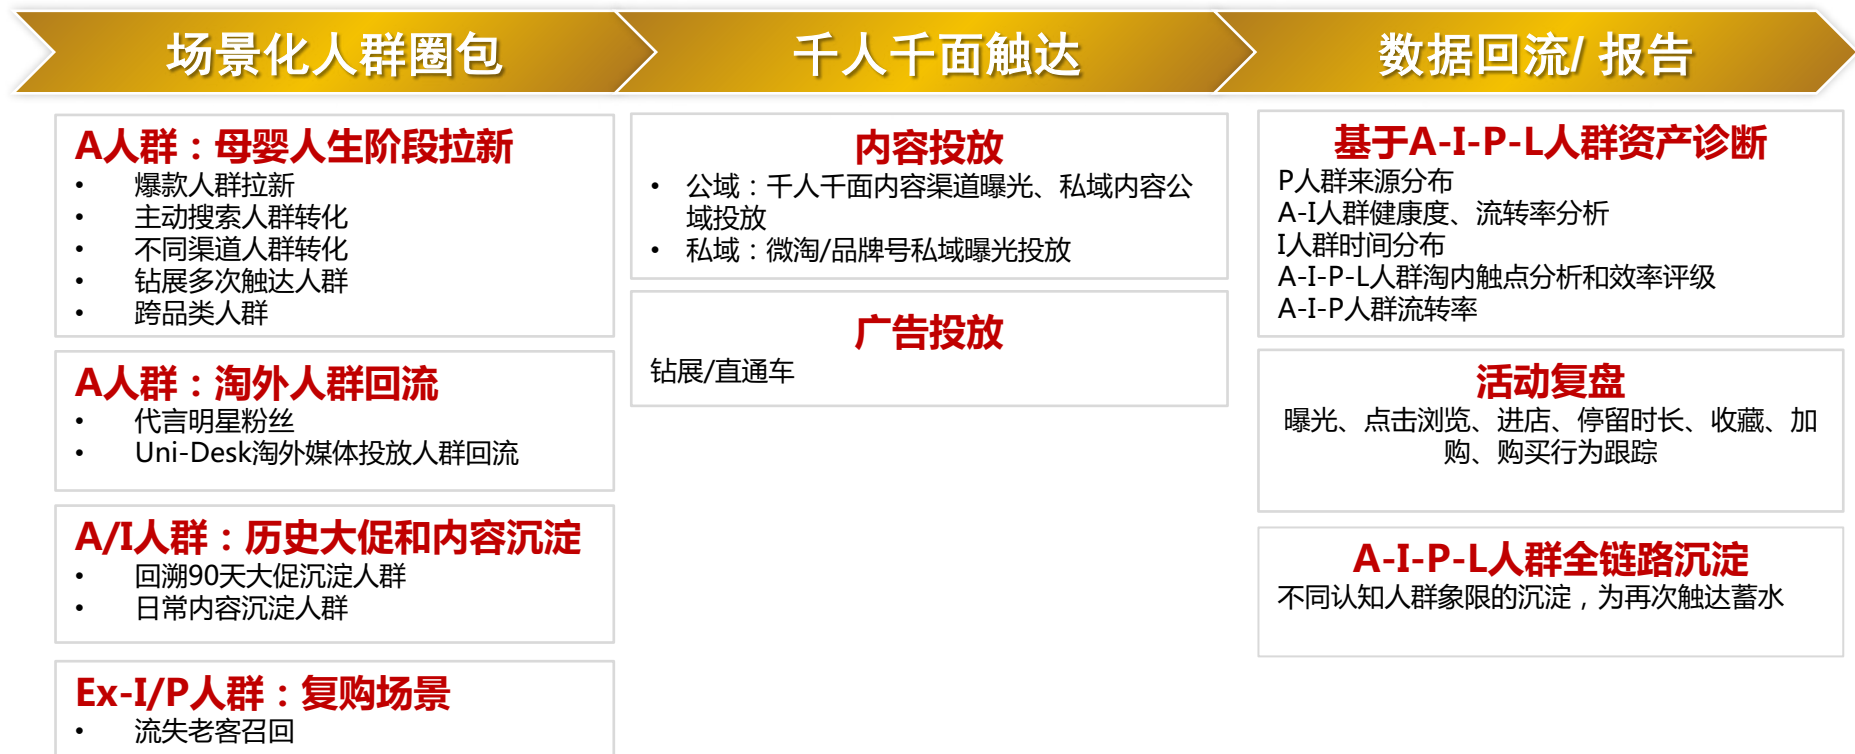 场景化人群圈包
千人千面触达
数据回流/ 报告
A人群：母婴人生阶段拉新
• 爆款人群拉新
• 主动搜索人群转化
• 不同渠道人群转化
• 钻展多次触达人群
• 跨品类人群
A人群：淘外人群回流
• 代言明星粉丝
• Uni-Desk淘外媒体投放人群回流
A/I人群：历史大促和内容沉淀
• 回溯90天大促沉淀人群
• 日常内容沉淀人群
Ex-I/P人群：复购场景
• 流失老客召回
内容投放
• 公域：千人千面内容渠道曝光、私域内容公
域投放
• 私域：微淘/品牌号私域曝光投放
广告投放
钻展/直通车
基于A-I-P-L人群资产诊断
P人群来源分布
A-I人群健康度、流转率分析
I人群时间分布
A-I-P-L人群淘内触点分析和效率评级
A-I-P人群流转率
活动复盘
曝光、点击浏览、进店、停留时长、收藏、加
购、购买行为跟踪
A-I-P-L人群全链路沉淀
不同认知人群象限的沉淀，为再次触达蓄水